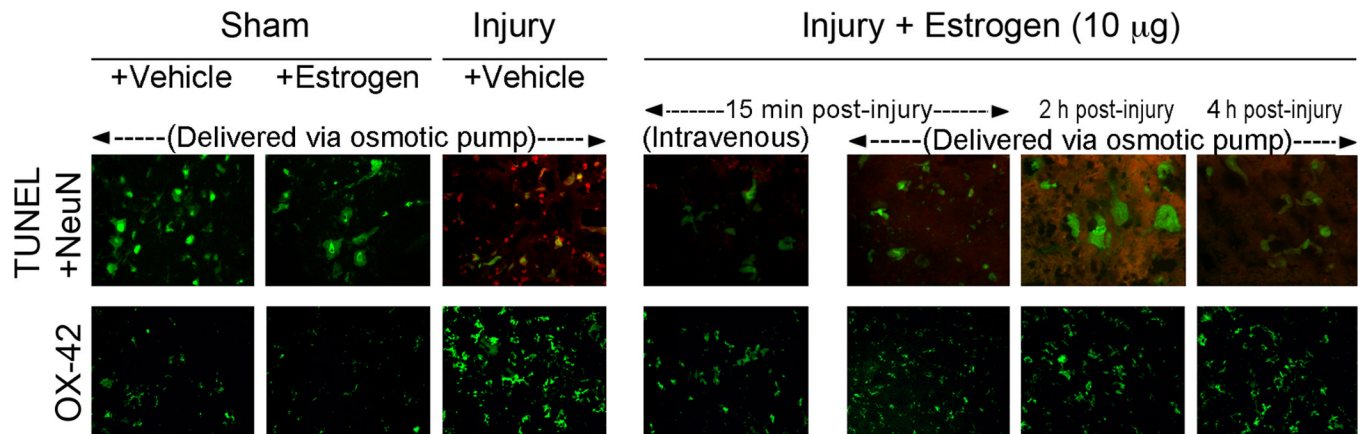 Sham Injury Injury + Estrogen (10 μg)
+Vehicle +Estrogen +Vehicle
15 min post-injury 2 h post-injury 4 h post-injury
(Delivered via osmotic pump) (Intravenous) (Delivered via osmotic pump)
TUNEL
+NeuN
OX-42